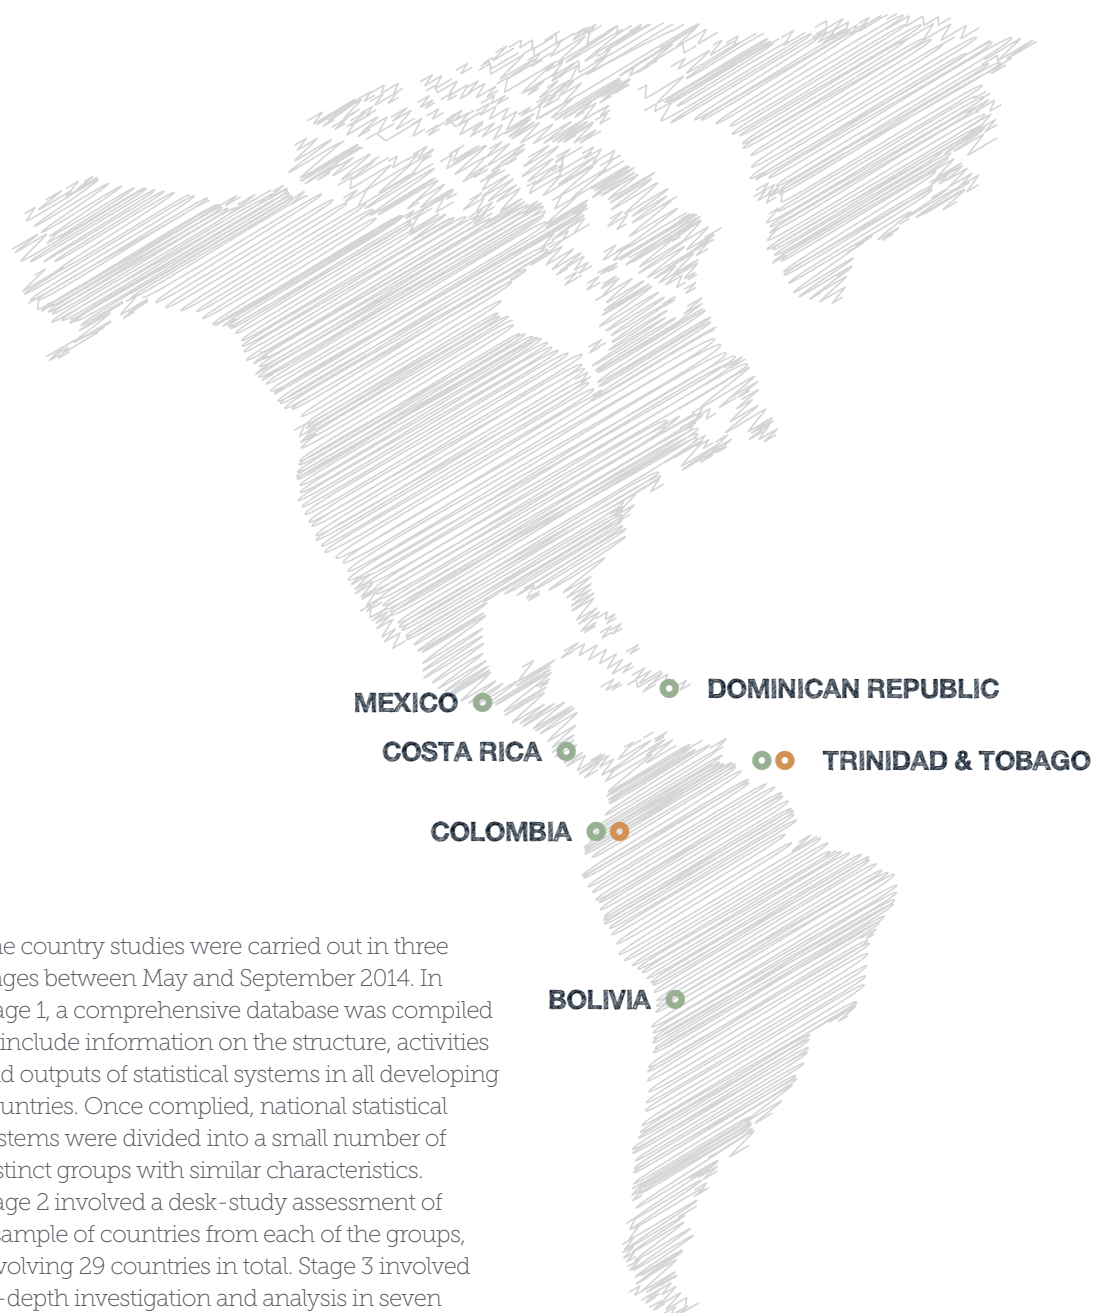 MEXICO
DOMINICAN REPUBLIC
COSTA RICA
TRINIDAD & TOBAGO
COLOMBIA
BOLIVIA
he country studies were carried out in three
ages between May and September 2014. In
age 1, a comprehensive database was compiled
include information on the structure, activities
d outputs of statistical systems in all developing
untries. Once complied, national statistical
stems were divided into a small number of
stinct groups with similar characteristics.
age 2 involved a desk-study assessment of
sample of countries from each of the groups,
volving 29 countries in total. Stage 3 involved
-depth investigation and analysis in seven